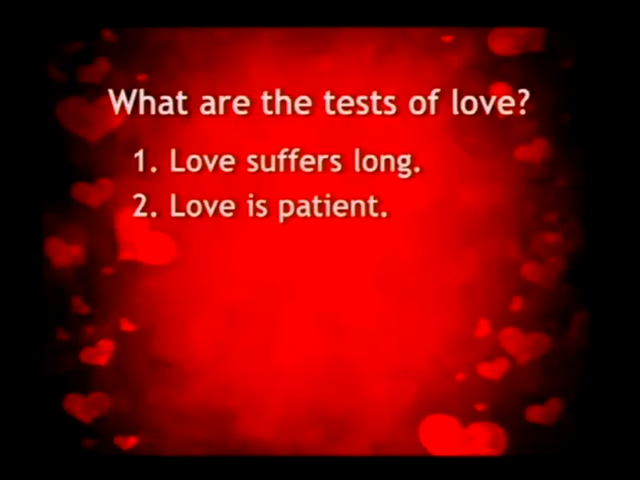 What are the tests of love?
1. Love suffers long.
2. Love is patient.